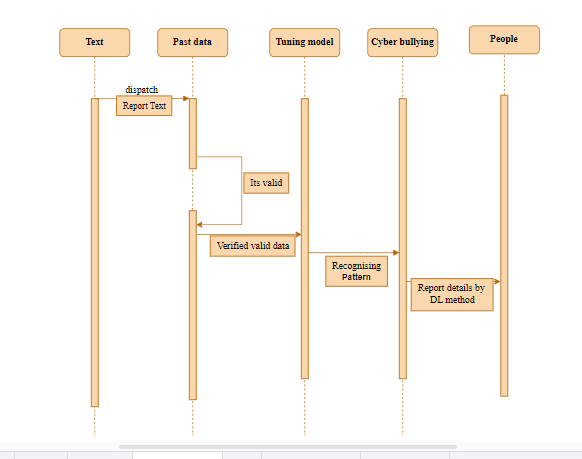 Text
Past data
Tuning model
Cyber bullying
People
dispatch
Report Text
Its valid
Verified valid data
Recognising
Pattern
Report details by
DL method